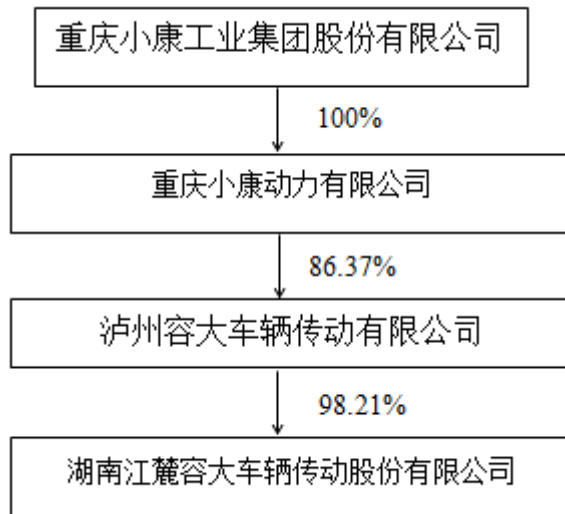 重庆小康工业集团股份有限公司
100%
重庆小康动力有限公司
86.37%
泸州容大车辆传动有限公司
98.21%
湖南江麓容大车辆传动股份有限公司